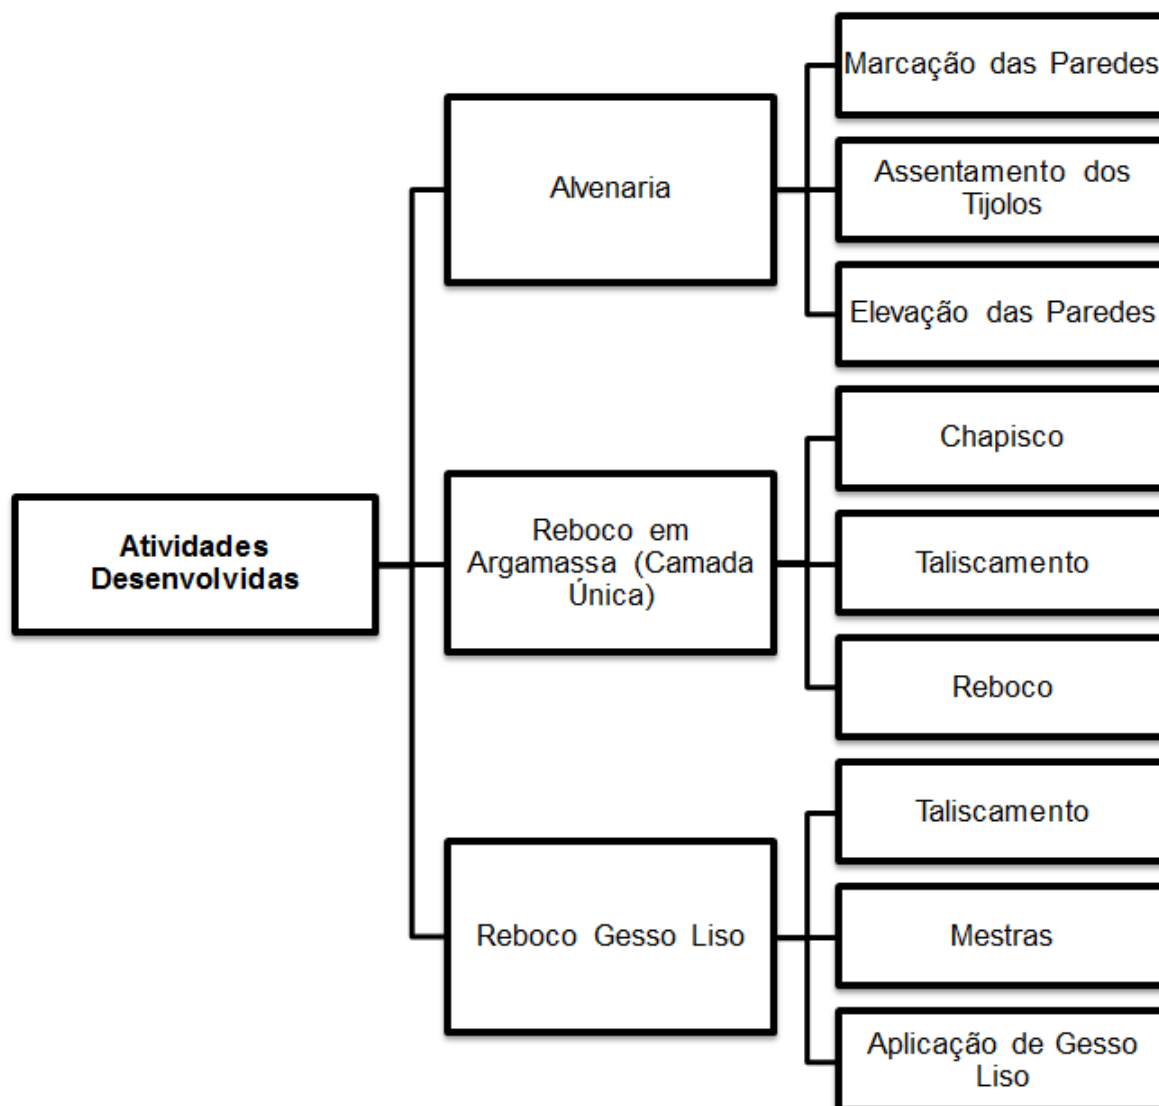 Marcação das Paredes
Alvenaria
Assentamento dos
Tijolos
Elevação das Paredes
Atividades
Desenvolvidas
Reboco em
Argamassa (Camada
Única)
Chapisco
Taliscamento
Reboco
Reboco Gesso Liso
Taliscamento
Mestras
Aplicação de Gesso
Liso